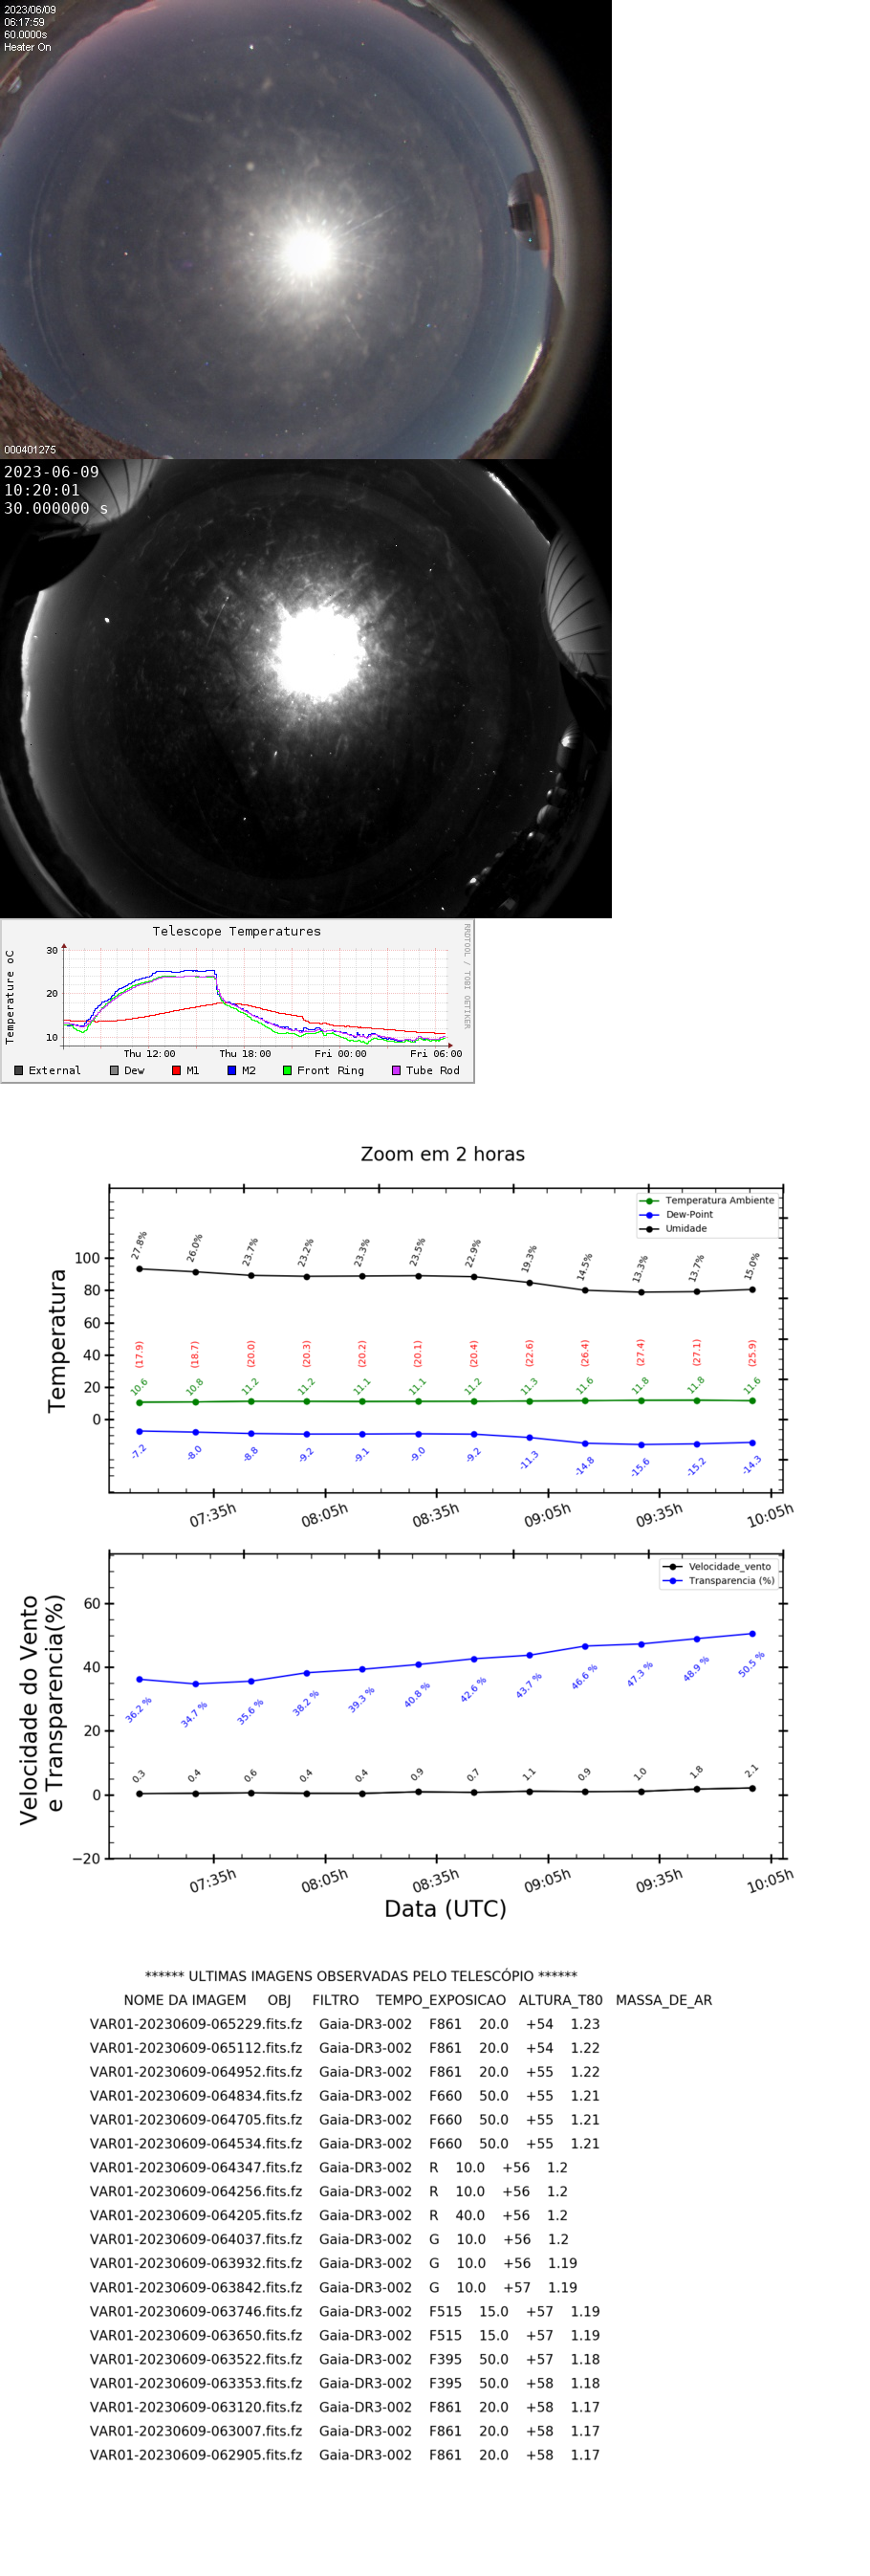 2023/06/09
06:17:59
60.0000s
Heater On
000401275
2023-06-09
10:20:01
30.000000 s
Telescope Temperatures
RRDTOOL / TOBI OETIKER
Temperature oC
30
20
10
Thu 12:00 Thu 18:00 Fri 00:00 Fri 06:00
External Dew M1 M2 Front Ring Tube Rod
Zoom em 2 horas
Temperatura Ambiente
Dew-Point
Umidade
Temperatura
100
80
60
40
20
0
27.8% 26.0% 23.7% 23.2% 23.3% 23.5% 22.9% 19.3% 14.5% 13.3% 13.7% 15.0%
(17.9) (18.7) (20.0) (20.3) (20.2) (20.1) (20.4) (22.6) (26.4) (27.4) (27.1) (25.9)
10.6 10.8 11.2 11.2 11.1 11.1 11.2 11.3 11.6 11.8 11.8 11.6
-7.2 -8.0 -8.8 -9.2 -9.1 -9.0 -9.2 -11.3 -14.8 -15.6 -15.2 -14.3
07:35h 08:05h 08:35h 09:05h 09:35h 10:05h
Velocidade_vento
Transparencia (%)
Velocidade do Vento
e Transparencia(%)
60
40
20
0
−20
36.2 % 34.7 % 35.6 % 38.2 % 39.3 % 40.8 % 42.6 % 43.7 % 46.6 % 47.3 % 48.9 % 50.5 %
0.3 0.4 0.6 0.4 0.4 0.9 0.7 1.1 0.9 1.0 1.8 2.1
07:35h 08:05h 08:35h 09:05h 09:35h 10:05h
Data (UTC)
****** ULTIMAS IMAGENS OBSERVADAS PELO TELESCÓPIO ******
NOME DA IMAGEM OBJ FILTRO TEMPO_EXPOSICAO ALTURA_T80 MASSA_DE_AR
VAR01-20230609-065229.fits.fz Gaia-DR3-002 F861 20.0 +54 1.23
VAR01-20230609-065112.fits.fz Gaia-DR3-002 F861 20.0 +54 1.22
VAR01-20230609-064952.fits.fz Gaia-DR3-002 F861 20.0 +55 1.22
VAR01-20230609-064834.fits.fz Gaia-DR3-002 F660 50.0 +55 1.21
VAR01-20230609-064705.fits.fz Gaia-DR3-002 F660 50.0 +55 1.21
VAR01-20230609-064534.fits.fz Gaia-DR3-002 F660 50.0 +55 1.21
VAR01-20230609-064347.fits.fz Gaia-DR3-002 R 10.0 +56 1.2
VAR01-20230609-064256.fits.fz Gaia-DR3-002 R 10.0 +56 1.2
VAR01-20230609-064205.fits.fz Gaia-DR3-002 R 40.0 +56 1.2
VAR01-20230609-064037.fits.fz Gaia-DR3-002 G 10.0 +56 1.2
VAR01-20230609-063932.fits.fz Gaia-DR3-002 G 10.0 +56 1.19
VAR01-20230609-063842.fits.fz Gaia-DR3-002 G 10.0 +57 1.19
VAR01-20230609-063746.fits.fz Gaia-DR3-002 F515 15.0 +57 1.19
VAR01-20230609-063650.fits.fz Gaia-DR3-002 F515 15.0 +57 1.19
VAR01-20230609-063522.fits.fz Gaia-DR3-002 F395 50.0 +57 1.18
VAR01-20230609-063353.fits.fz Gaia-DR3-002 F395 50.0 +58 1.18
VAR01-20230609-063120.fits.fz Gaia-DR3-002 F861 20.0 +58 1.17
VAR01-20230609-063007.fits.fz Gaia-DR3-002 F861 20.0 +58 1.17
VAR01-20230609-062905.fits.fz Gaia-DR3-002 F861 20.0 +58 1.17